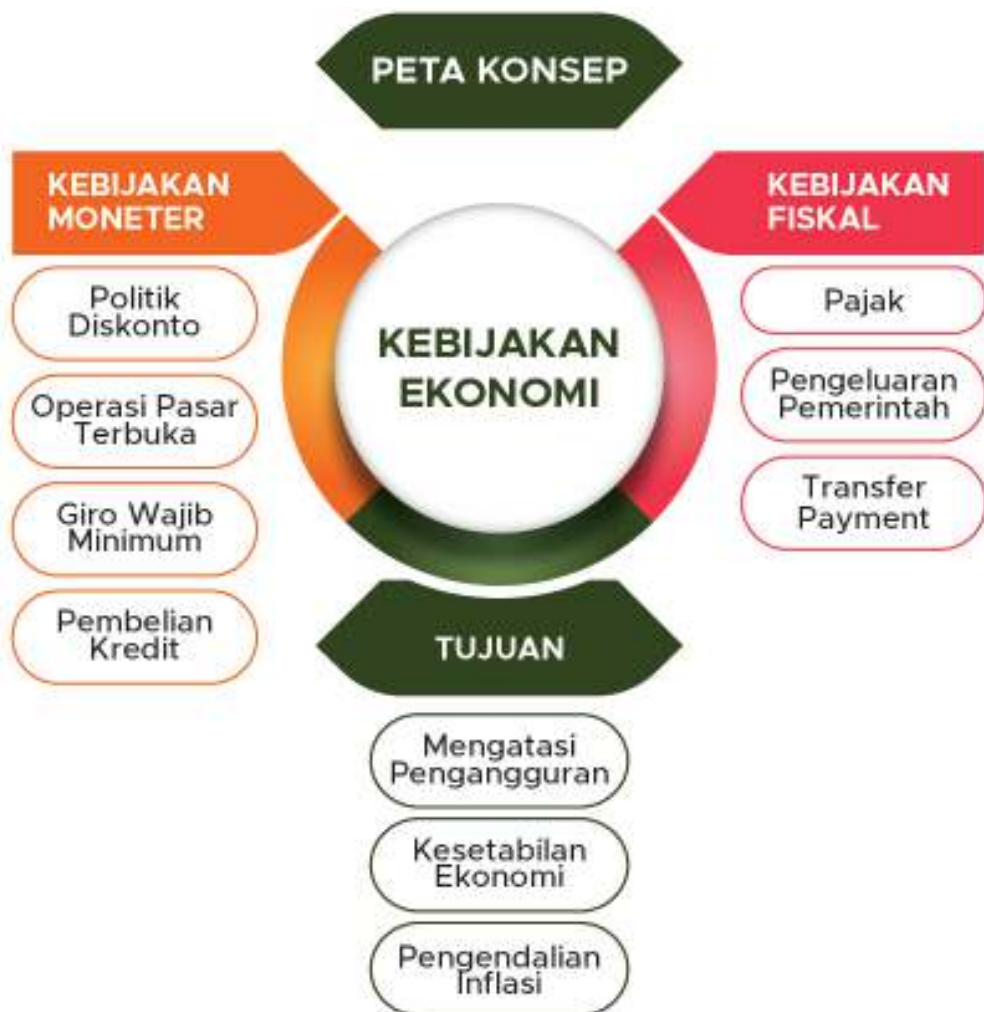 PETA KONSEP
KEBIJAKAN
MONETER
Politik
Diskonto
Operasi Pasar
Terbuka
Giro Wajib
Minimum
Pembelian
Kredit
KEBIJAKAN
EKONOMI
KEBIJAKAN
FISKAL
Pajak
Pengeluaran
Pemerintah
Transfer
Payment
TUJUAN
Mengatasi
Pengangguran
Kesetabilan
Ekonomi
Pengendalian
Inflasi